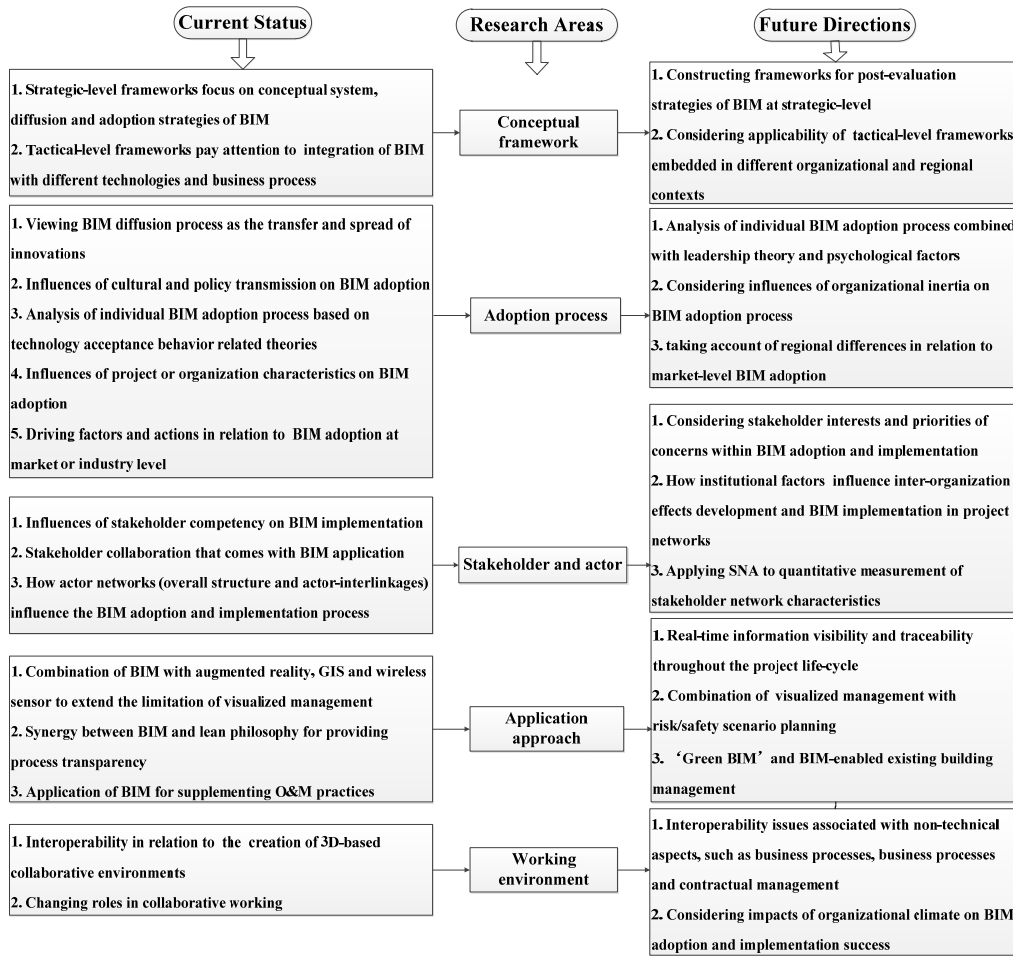 Current Status
Research Areas
Future Directions
1. Strategic-level frameworks focus on conceptual system,
diffusion and adoption strategies of BIM
2. Tactical-level frameworks pay attention to integration of BIM
with different technologies and business process
Conceptual
framework
1. Constructing frameworks for post-evaluation
strategies of BIM at strategic-level
2. Considering applicability of tactical-level frameworks
embedded in different organizational and regional
contexts
1. Viewing BIM diffusion process as the transfer and spread of
innovations
2. Influences of cultural and policy transmission on BIM adoption
3. Analysis of individual BIM adoption process based on
technology acceptance behavior related theories
4. Influences of project or organization characteristics on BIM
adoption
5. Driving factors and actions in relation to BIM adoption at
market or industry level
Adoption process
1. Analysis of individual BIM adoption process combined
with leadership theory and psychological factors
2. Considering influences of organizational inertia on
BIM adoption process
3. taking account of regional differences in relation to
market-level BIM adoption
1. Influences of stakeholder competency on BIM implementation
2. Stakeholder collaboration that comes with BIM application
3. How actor networks (overall structure and actor-interlinkages)
influence the BIM adoption and implementation process
Stakeholder and actor
1. Considering stakeholder interests and priorities of
concerns within BIM adoption and implementation
2. How institutional factors influence inter-organization
effects development and BIM implementation in project
networks
3. Applying SNA to quantitative measurement of
stakeholder network characteristics
1. Combination of BIM with augmented reality, GIS and wireless
sensor to extend the limitation of visualized management
2. Synergy between BIM and lean philosophy for providing
process transparency
3. Application of BIM for supplementing O&M practices
Application
approach
1. Real-time information visibility and traceability
throughout the project life-cycle
2. Combination of visualized management with
risk/safety scenario planning
3. ‘Green BIM’ and BIM-enabled existing building
management
1. Interoperability in relation to the creation of 3D-based
collaborative environments
2. Changing roles in collaborative working
Working
environment
1. Interoperability issues associated with non-technical
aspects, such as business processes, business processes
and contractual management
2. Considering impacts of organizational climate on BIM
adoption and implementation success